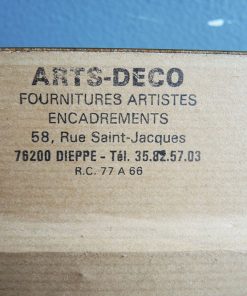 ARTS-DECO
FOURNITURES ARTISTES
ENCADREMENTS
58, Rue Saint-Jacques
76200 DIEPPE - Tél. 35.82.57.03
R.C. 77 A 66